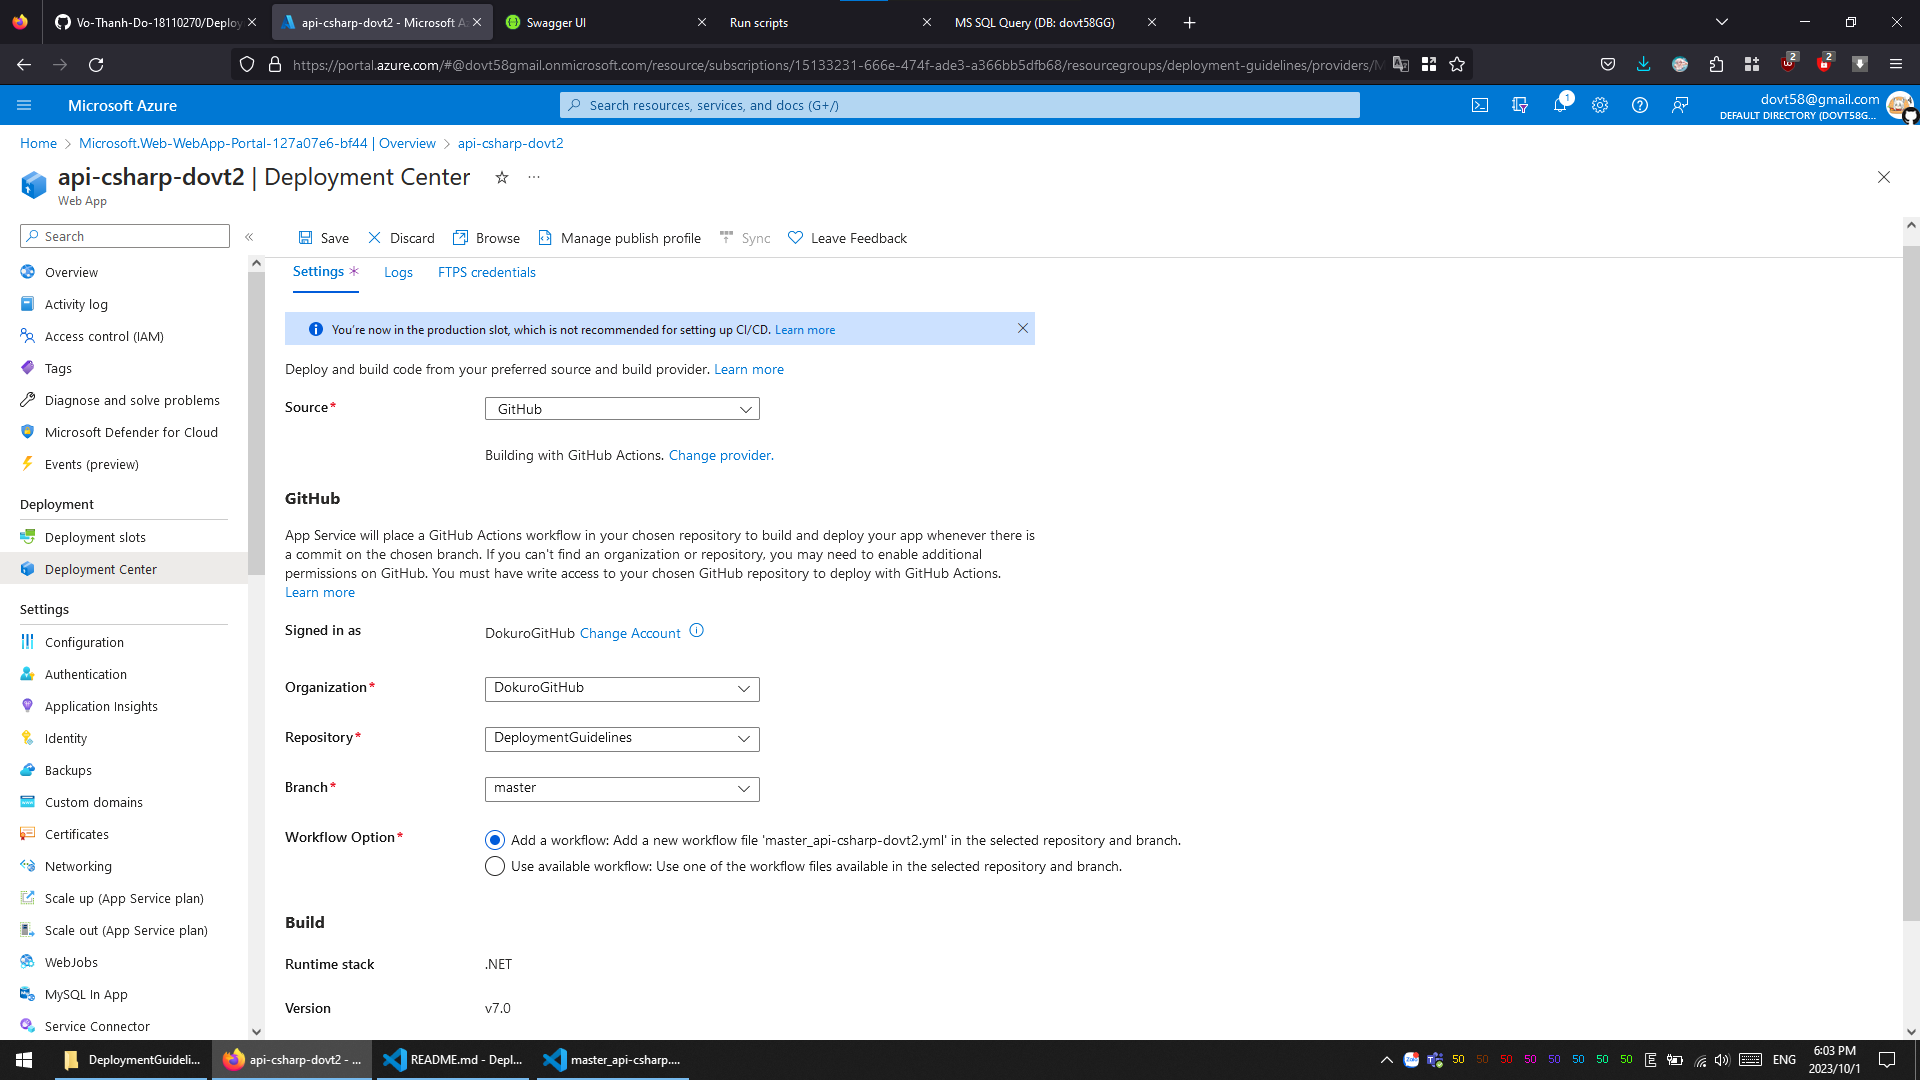 Vo-Thanh-Do-18110270/Deploy
api-csharp-dovt2 - Microsoft A
Swagger UI
Run scripts
MS SQL Query (DB: dovt58GG)
https://portal.azure.com/#@dovt58gmail.onmicrosoft.com/resource/subscriptions/15133231-666e-474f-ade3-a366bb5dfb68/resourcegroups/deployment-guidelines/providers/M
2
2
Microsoft Azure
Search resources, services, and docs (G+/)
1
dovt58@gmail.com
DEFAULT DIRECTORY (DOVT58G...
Home
Microsoft.Web-WebApp-Portal-127a07e6-bf44 | Overview
api-csharp-dovt2
api-csharp-dovt2 | Deployment Center
Web App
Search
Overview
Activity log
Access control (IAM)
Tags
Diagnose and solve problems
Microsoft Defender for Cloud
Events (preview)
Deployment
Deployment slots
Deployment Center
Settings
Configuration
Authentication
Application Insights
Identity
Backups
Custom domains
Certificates
Networking
Scale up (App Service plan)
Scale out (App Service plan)
WebJobs
MySQL In App
Service Connector
Save
Discard
Browse
Manage publish profile
Sync
Leave Feedback
Settings *
Logs
FTPS credentials
You're now in the production slot, which is not recommended for setting up CI/CD. Learn more
Deploy and build code from your preferred source and build provider. Learn more
Source*
GitHub
Building with GitHub Actions. Change provider.
GitHub
App Service will place a GitHub Actions workflow in your chosen repository to build and deploy your app whenever there is
a commit on the chosen branch. If you can't find an organization or repository, you may need to enable additional
permissions on GitHub. You must have write access to your chosen GitHub repository to deploy with GitHub Actions.
Learn more
Signed in as
DokuroGitHub Change Account
Organization*
DokuroGitHub
Repository*
DeploymentGuidelines
Branch*
master
Workflow Option*
Add a workflow: Add a new workflow file 'master_api-csharp-dovt2.yml' in the selected repository and branch.
Use available workflow: Use one of the workflow files available in the selected repository and branch.
Build
Runtime stack
.NET
Version
v7.0
DeploymentGuideli...
api-csharp-dovt2 - ...
README.md - Depl...
master_api-csharp....
Zalo
50
50
50
50
50
50
50
50
ENG
6:03 PM
2023/10/1